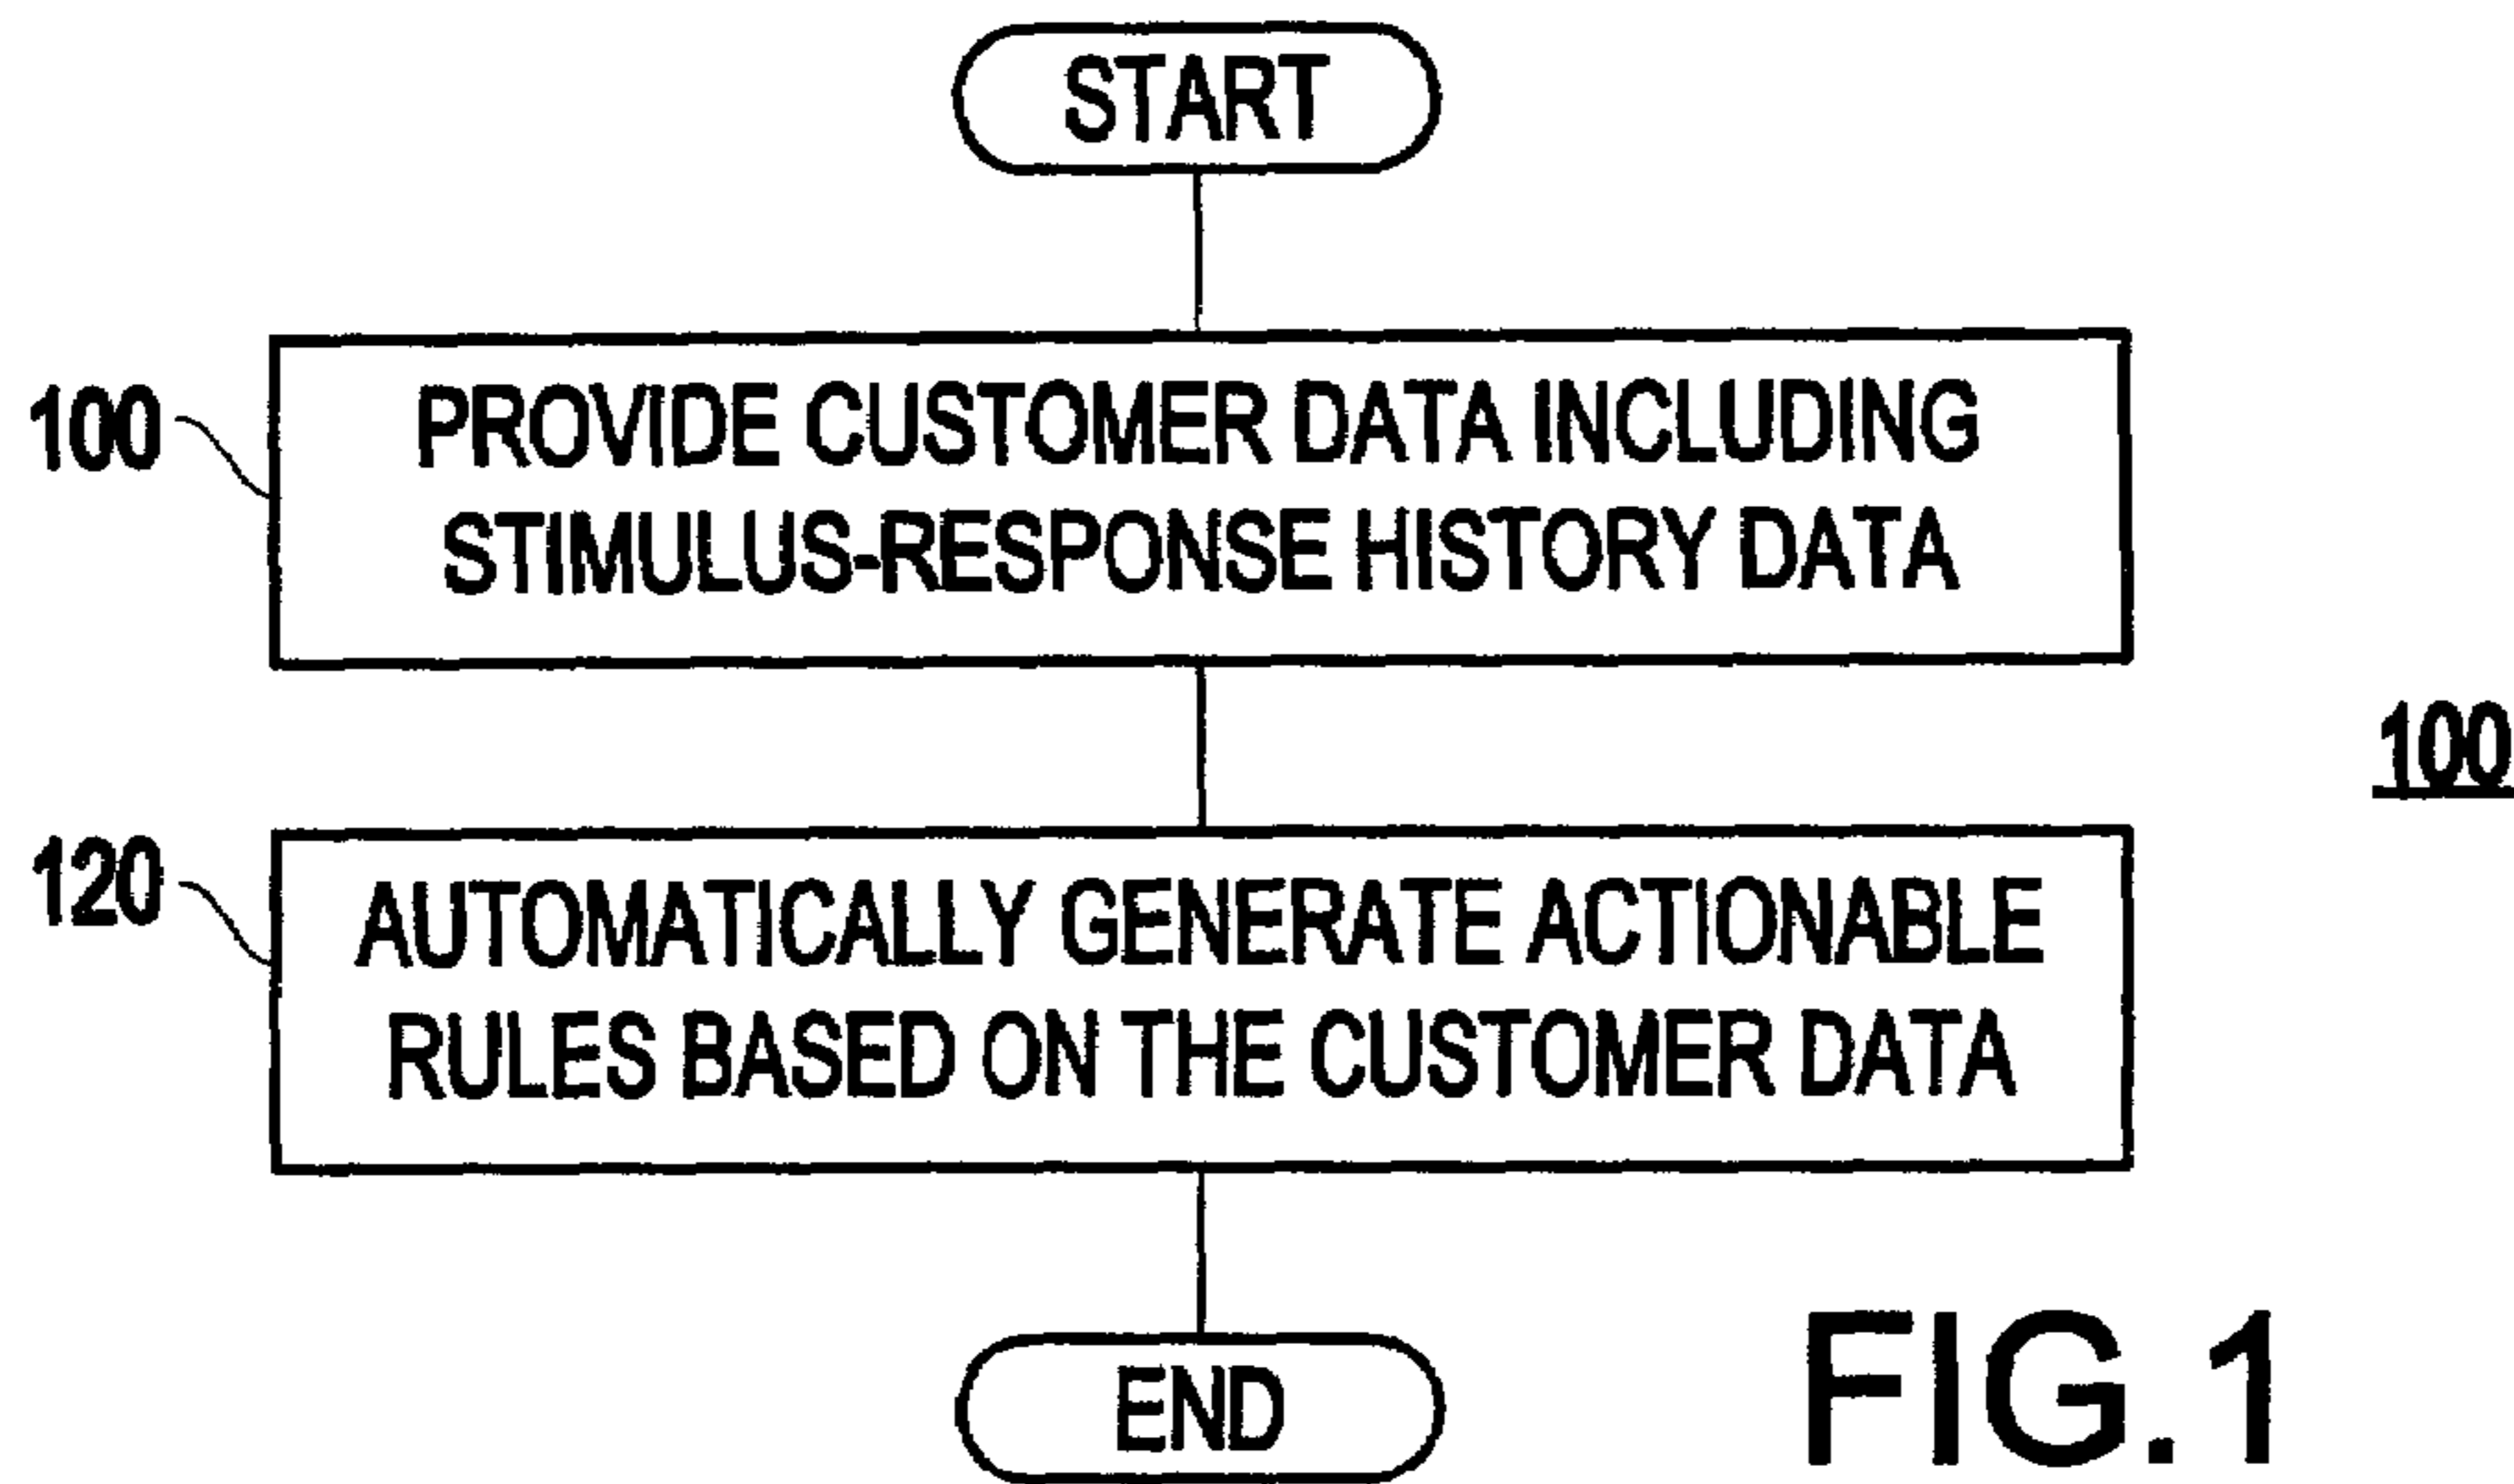 START
100
PROVIDE CUSTOMER DATA INCLUDING
STIMULUS-RESPONSE HISTORY DATA
100
120
AUTOMATICALLY GENERATE ACTIONABLE
RULES BASED ON THE CUSTOMER DATA
END
FIG.1